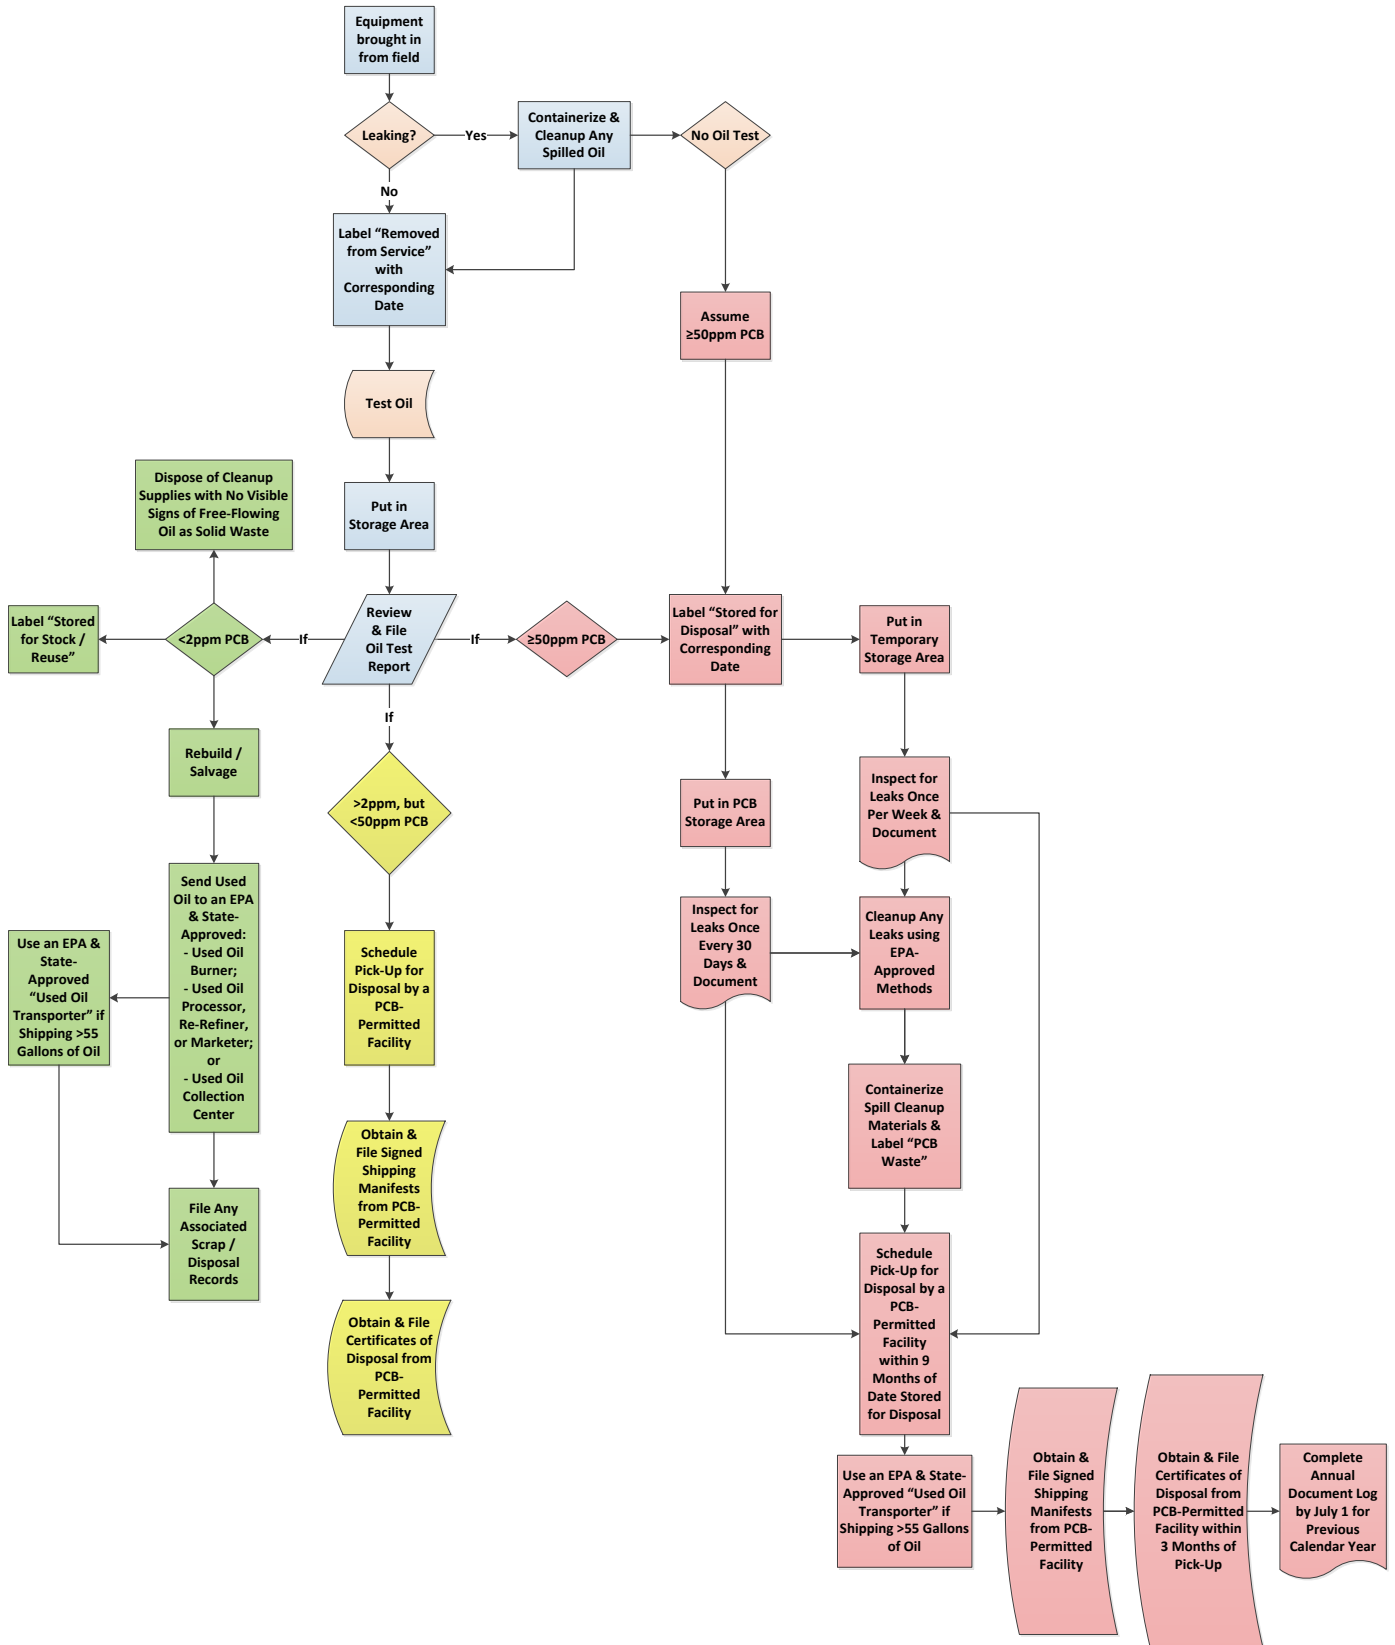 Equipment
brought in
from field
Leaking?
Yes
Containerize &
Cleanup Any
Spilled Oil
No Oil Test
No
Label “Removed
from Service”
with
Corresponding
Date
Assume
≥50ppm PCB
Test Oil
Dispose of Cleanup
Supplies with No Visible
Signs of Free-Flowing
Oil as Solid Waste
Put in
Storage Area
Label “Stored
for Stock /
Reuse”
<2ppm PCB
If
Review
& File
Oil Test
Report
If
≥50ppm PCB
Label “Stored for
Disposal” with
Corresponding
Date
Put in
Temporary
Storage Area
If
Rebuild /
Salvage
>2ppm, but
<50ppm PCB
Put in PCB
Storage Area
Inspect for
Leaks Once
Per Week &
Document
Send Used
Oil to an EPA
& State-
Approved:
- Used Oil
Burner;
- Used Oil
Processor,
Re-Refiner,
or Marketer;
or
- Used Oil
Collection
Center
Use an EPA &
State-
Approved
“Used Oil
Transporter” if
Shipping >55
Gallons of Oil
Schedule
Pick-Up for
Disposal by a
PCB-
Permitted
Facility
Inspect for
Leaks Once
Every 30
Days &
Document
Cleanup Any
Leaks using
EPA-
Approved
Methods
Containerize
Spill Cleanup
Materials &
Label “PCB
Waste”
Obtain &
File Signed
Shipping
Manifests
from PCB-
Permitted
Facility
File Any
Associated
Scrap /
Disposal
Records
Schedule
Pick-Up for
Disposal by a
PCB-
Permitted
Facility
within 9
Months of
Date Stored
for Disposal
Obtain & File
Certificates of
Disposal from
PCB-
Permitted
Facility
Use an EPA & State-
Approved “Used Oil
Transporter” if
Shipping >55 Gallons
of Oil
Obtain &
File Signed
Shipping
Manifests
from PCB-
Permitted
Facility
Obtain & File
Certificates of
Disposal from
PCB-Permitted
Facility within
3 Months of
Pick-Up
Complete
Annual
Document Log
by July 1 for
Previous
Calendar Year